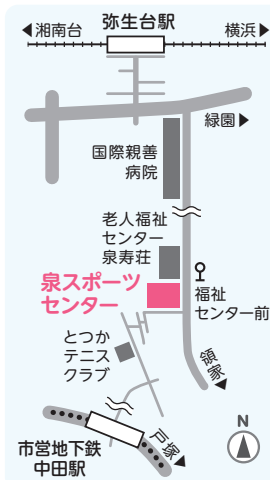 弥生台駅
◀湘南台
横浜▶
緑園▶
国際親善
病院
老人福祉
センター
泉寿荘
泉スポーツ
センター
福祉
センター前
とつか
テニス
クラブ
領家▶
戸塚▶
市営地下鉄
中田駅
N